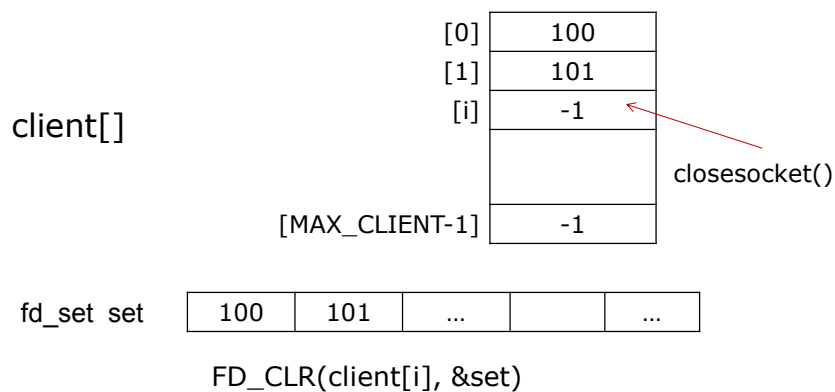 [0] 100
[1] 101
[i] -1
client[]
closesocket()
[MAX_CLIENT-1] -1
fd_set set 100 101 ... ...
FD_CLR(client[i], &set)